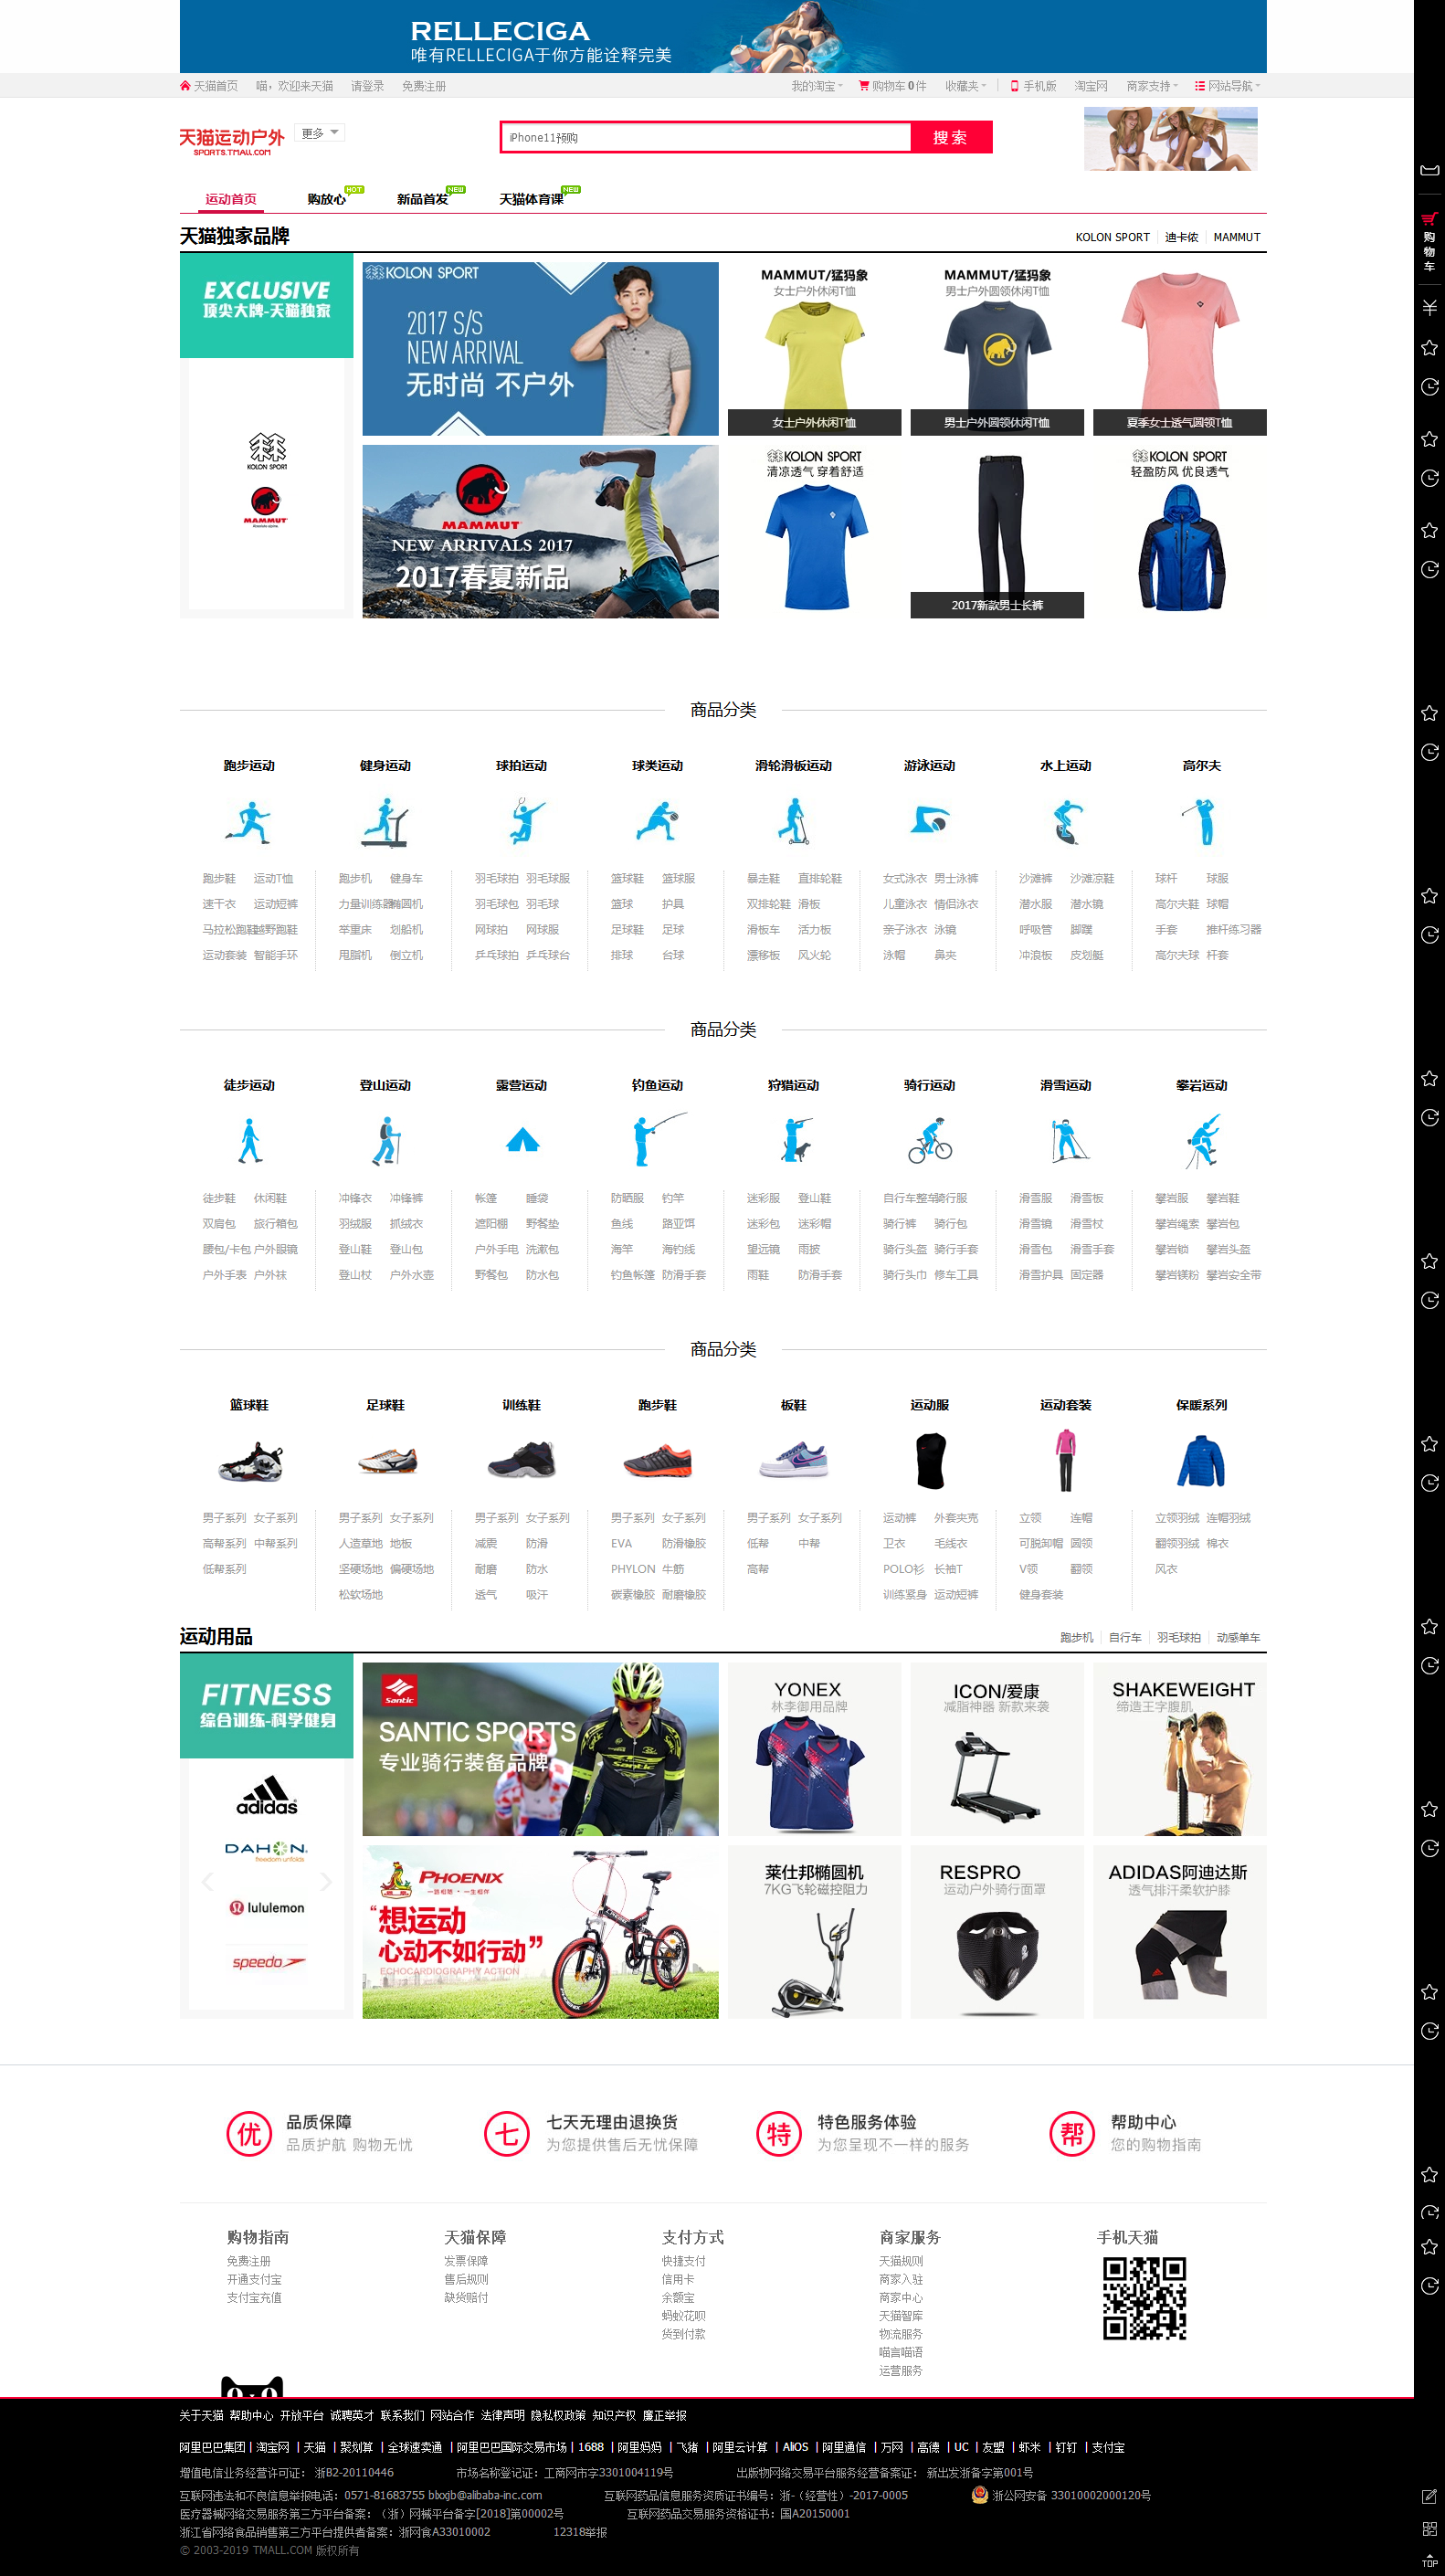 RELLECIGA
唯有RELLECIGA于你方能诠释完美
天猫首页 喵，欢迎来天猫 请登录 免费注册 我的淘宝 购物车0件 收藏夹 手机版 淘宝网 商家支持 网站导航
天猫运动户外 更多
SPORTS.TMALL.COM
iPhone11预购 搜索
运动首页 购放心 HOT 新品首发 NEW 天猫体育课 NEW
天猫独家品牌 KOLON SPORT 迪卡侬 MAMMUT
EXCLUSIVE
顶尖大牌-天猫独家
KOLON SPORT
MAMMUT
KOLON SPORT
2017 S/S
NEW ARRIVAL
无时尚 不户外
MAMMUT/猛犸象
女士户外休闲T恤
女士户外休闲T恤
MAMMUT/猛犸象
男士户外圆领休闲T恤
男士户外圆领休闲T恤
夏季女士透气圆领T恤
MAMMUT
NEW ARRIVALS 2017
2017春夏新品
KOLON SPORT
清凉透气 穿着舒适
2017新款男士长裤
KOLON SPORT
轻盈防风 优良透气
购物车
商品分类
跑步运动 健身运动 球拍运动 球类运动 滑轮滑板运动 游泳运动 水上运动 高尔夫
跑步鞋 运动T恤 跑步机 健身车 羽毛球拍 羽毛球服 篮球鞋 篮球服 暴走鞋 直排轮鞋 女式泳衣 男士泳裤 沙滩裤 沙滩凉鞋 球杆 球服
速干衣 运动短裤 力量训练器 椭圆机 羽毛球包 羽毛球 篮球 护具 双排轮鞋 滑板 儿童泳衣 情侣泳衣 潜水服 潜水镜 高尔夫鞋 球帽
马拉松跑鞋 越野跑鞋 举重床 划船机 网球拍 网球服 足球鞋 足球 滑板车 活力板 亲子泳衣 泳镜 呼吸管 脚蹼 手套 推杆练习器
运动套装 智能手环 甩脂机 倒立机 乒乓球拍 乒乓球台 排球 台球 漂移板 风火轮 泳帽 鼻夹 冲浪板 皮划艇 高尔夫球 杆套
商品分类
徒步运动 登山运动 露营运动 钓鱼运动 狩猎运动 骑行运动 滑雪运动 攀岩运动
徒步鞋 休闲鞋 冲锋衣 冲锋裤 帐篷 睡袋 防晒服 钓竿 迷彩服 登山鞋 自行车整车 骑行服 滑雪服 滑雪板 攀岩服 攀岩鞋
双肩包 旅行箱包 羽绒服 抓绒衣 遮阳棚 野餐垫 鱼线 路亚饵 迷彩包 迷彩帽 骑行裤 骑行包 滑雪镜 滑雪杖 攀岩绳索 攀岩包
腰包/卡包 户外眼镜 登山鞋 登山包 户外手电 洗漱包 海竿 海钓线 望远镜 雨披 骑行头盔 骑行手套 滑雪包 滑雪手套 攀岩锁 攀岩头盔
户外手表 户外袜 登山杖 户外水壶 野餐包 防水包 钓鱼帐篷 防滑手套 雨鞋 防滑手套 骑行头巾 修车工具 滑雪护具 固定器 攀岩镁粉 攀岩安全带
商品分类
篮球鞋 足球鞋 训练鞋 跑步鞋 板鞋 运动服 运动套装 保暖系列
男子系列 女子系列 男子系列 女子系列 男子系列 女子系列 男子系列 女子系列 男子系列 女子系列 运动裤 外套夹克 立领 连帽 立领羽绒 连帽羽绒
高帮系列 中帮系列 人造草地 地板 减震 防滑 EVA 防滑橡胶 低帮 中帮 卫衣 毛线衣 可脱卸帽 圆领 翻领羽绒 棉衣
低帮系列 坚硬场地 偏硬场地 耐磨 防水 PHYLON 牛筋 高帮 POLO衫 长袖T V领 翻领 风衣
松软场地 透气 吸汗 碳素橡胶 耐磨橡胶 训练紧身 运动短裤 健身套装
运动用品 跑步机 自行车 羽毛球拍 动感单车
FITNESS
综合训练-科学健身
adidas
DAHON
freedom unfolds
lululemon
speedo
Santic
SANTIC SPORTS
专业骑行装备品牌
YONEX
林李御用品牌
ICON/爱康
减脂神器 新款来袭
SHAKEWEIGHT
缔造王字腹肌
PHOENIX
一路相想·一生相伴
“想运动
心动不如行动”
ECHOCARDIOGRAPHY ACTION
莱仕邦椭圆机
7KG飞轮磁控阻力
RESPRO
运动户外骑行面罩
ADIDAS阿迪达斯
透气排汗柔软护膝
优 品质保障 七 七天无理由退换货 特 特色服务体验 帮 帮助中心
品质护航 购物无忧 为您提供售后无忧保障 为您呈现不一样的服务 您的购物指南
购物指南 天猫保障 支付方式 商家服务 手机天猫
免费注册 发票保障 快捷支付 天猫规则
开通支付宝 售后规则 信用卡 商家入驻
支付宝充值 缺货赔付 余额宝 商家中心
蚂蚁花呗 天猫智库
货到付款 物流服务
喵言喵语
运营服务
关于天猫 帮助中心 开放平台 诚聘英才 联系我们 网站合作 法律声明 隐私权政策 知识产权 廉正举报
阿里巴巴集团 | 淘宝网 | 天猫 | 聚划算 | 全球速卖通 | 阿里巴巴国际交易市场 | 1688 | 阿里妈妈 | 飞猪 | 阿里云计算 | AliOS | 阿里通信 | 万网 | 高德 | UC | 友盟 | 虾米 | 钉钉 | 支付宝
增值电信业务经营许可证： 浙B2-20110446 市场名称登记证：工商网市字3301004119号 出版物网络交易平台服务经营备案证： 新出发浙备字第001号
互联网违法和不良信息举报电话：0571-81683755 blxxjb@alibaba-inc.com 互联网药品信息服务资质证书编号：浙-（经营性）-2017-0005 浙公网安备 33010002000120号
医疗器械网络交易服务第三方平台备案：（浙）网械平台备字[2018]第00002号 互联网药品交易服务资格证书：国A20150001
浙江省网络食品销售第三方平台提供者备案：浙网食A33010002 12318举报
© 2003-2019 TMALL.COM 版权所有
TOP